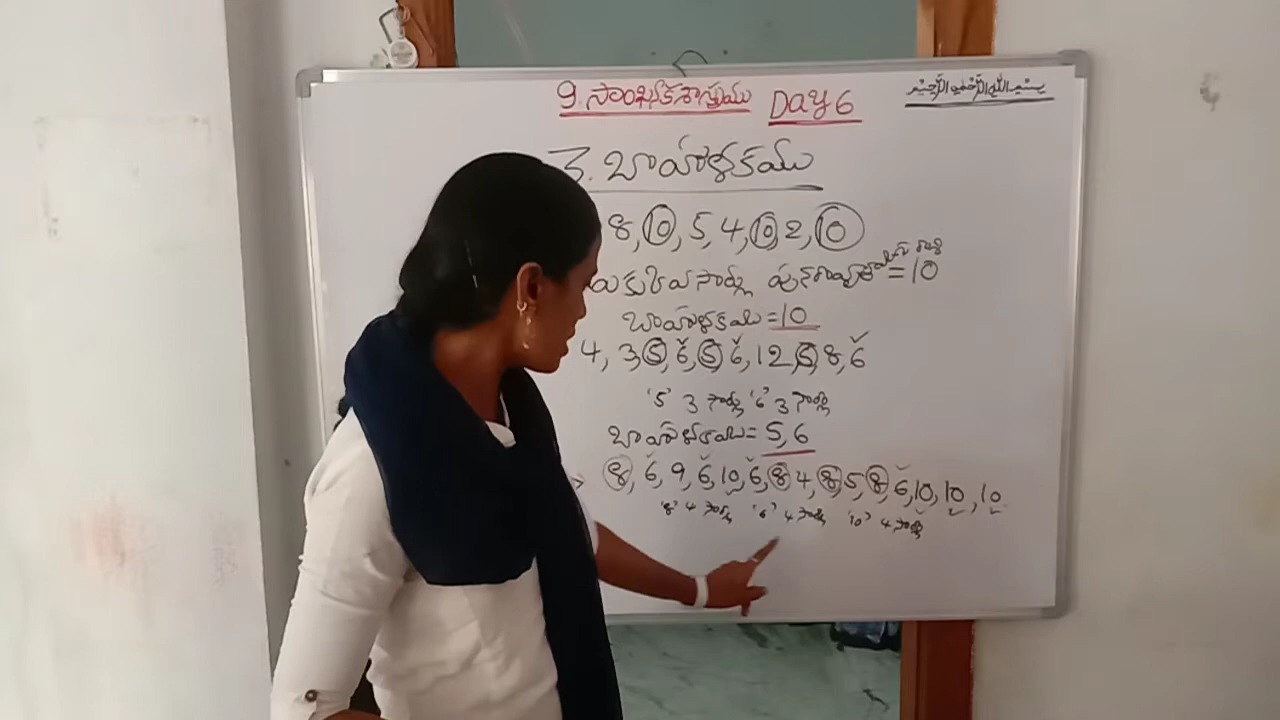 9. సాంఖ్యకశాస్త్రము Day 6
بسم الله الرحمن الرحيم
3. బాహుళకము
8, 10, 5, 4, 10, 2, 10
సార్లు = 10
బాహుళకము = 10
4, 3, 5, 6, 5, 6, 12, 5, 8, 6
'5' 3 సార్లు '6' 3 సార్లు
బాహుళకము = 5, 6
8, 6, 9, 6, 10, 6, 8 4, 8, 5, 8, 6, 10, 10, 10
'8' 4 సార్లు '6' 4 సార్లు '10' 4 సార్లు